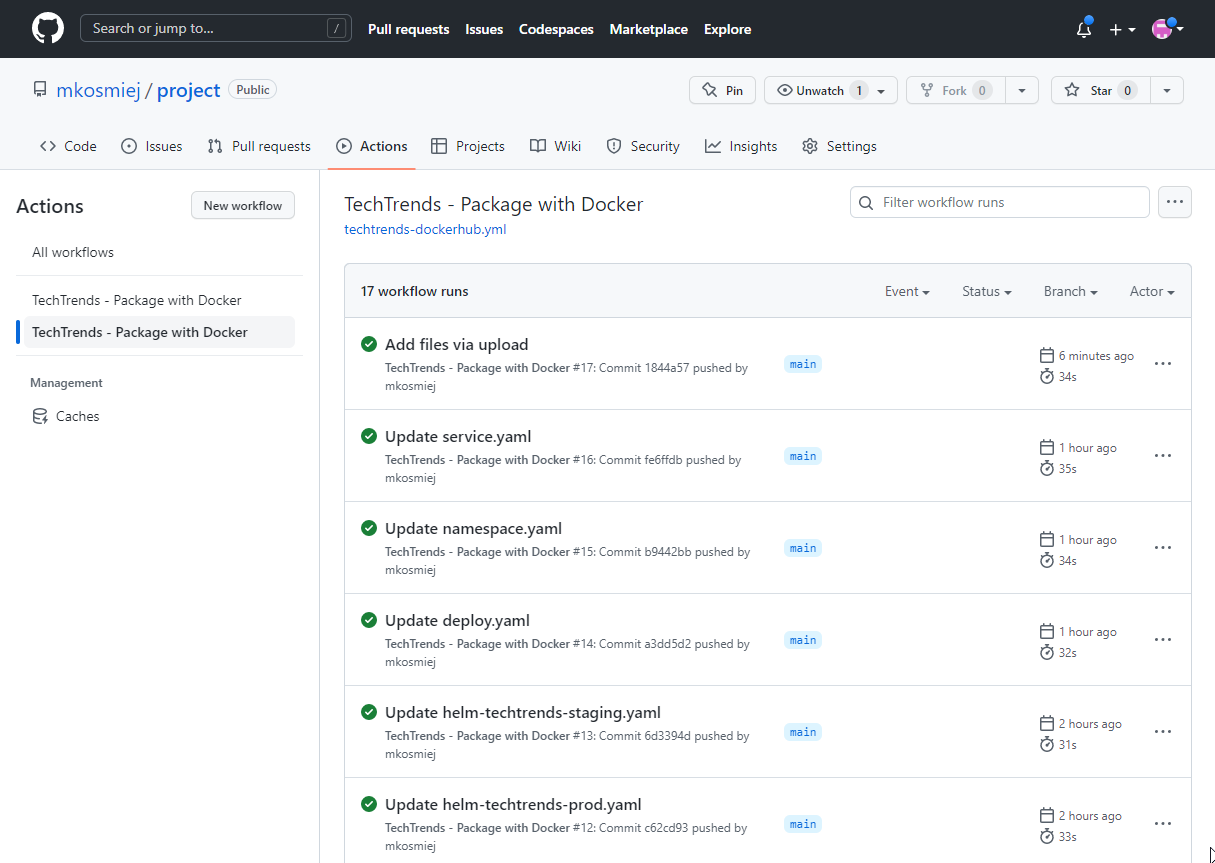 Search or jump to... /
Pull requests Issues Codespaces Marketplace Explore
mkosmiej / project Public
Pin Unwatch 1 Fork 0 Star 0
Code Issues Pull requests Actions Projects Wiki Security Insights Settings
Actions
New workflow
All workflows
TechTrends - Package with Docker
TechTrends - Package with Docker
Management
Caches
TechTrends - Package with Docker
techtrends-dockerhub.yml
Filter workflow runs
17 workflow runs
Event Status Branch Actor
Add files via upload
TechTrends - Package with Docker #17: Commit 1844a57 pushed by
mkosmiej
main
6 minutes ago
34s
Update service.yaml
TechTrends - Package with Docker #16: Commit fe6ffdb pushed by
mkosmiej
main
1 hour ago
35s
Update namespace.yaml
TechTrends - Package with Docker #15: Commit b9442bb pushed by
mkosmiej
main
1 hour ago
34s
Update deploy.yaml
TechTrends - Package with Docker #14: Commit a3dd5d2 pushed by
mkosmiej
main
1 hour ago
32s
Update helm-techtrends-staging.yaml
TechTrends - Package with Docker #13: Commit 6d3394d pushed by
mkosmiej
main
2 hours ago
31s
Update helm-techtrends-prod.yaml
TechTrends - Package with Docker #12: Commit c62cd93 pushed by
mkosmiej
main
2 hours ago
33s